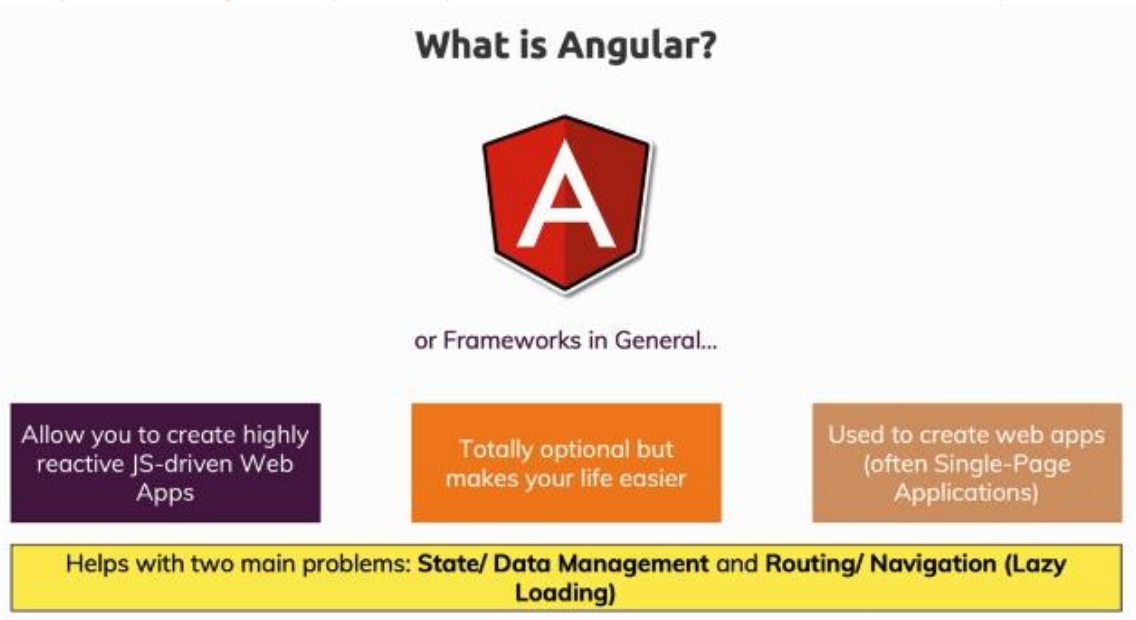 What is Angular?
A
or Frameworks in General...
Allow you to create highly
reactive JS-driven Web
Apps
Totally optional but
makes your life easier
Used to create web apps
(often Single-Page
Applications)
Helps with two main problems: State/ Data Management and Routing/ Navigation (Lazy
Loading)